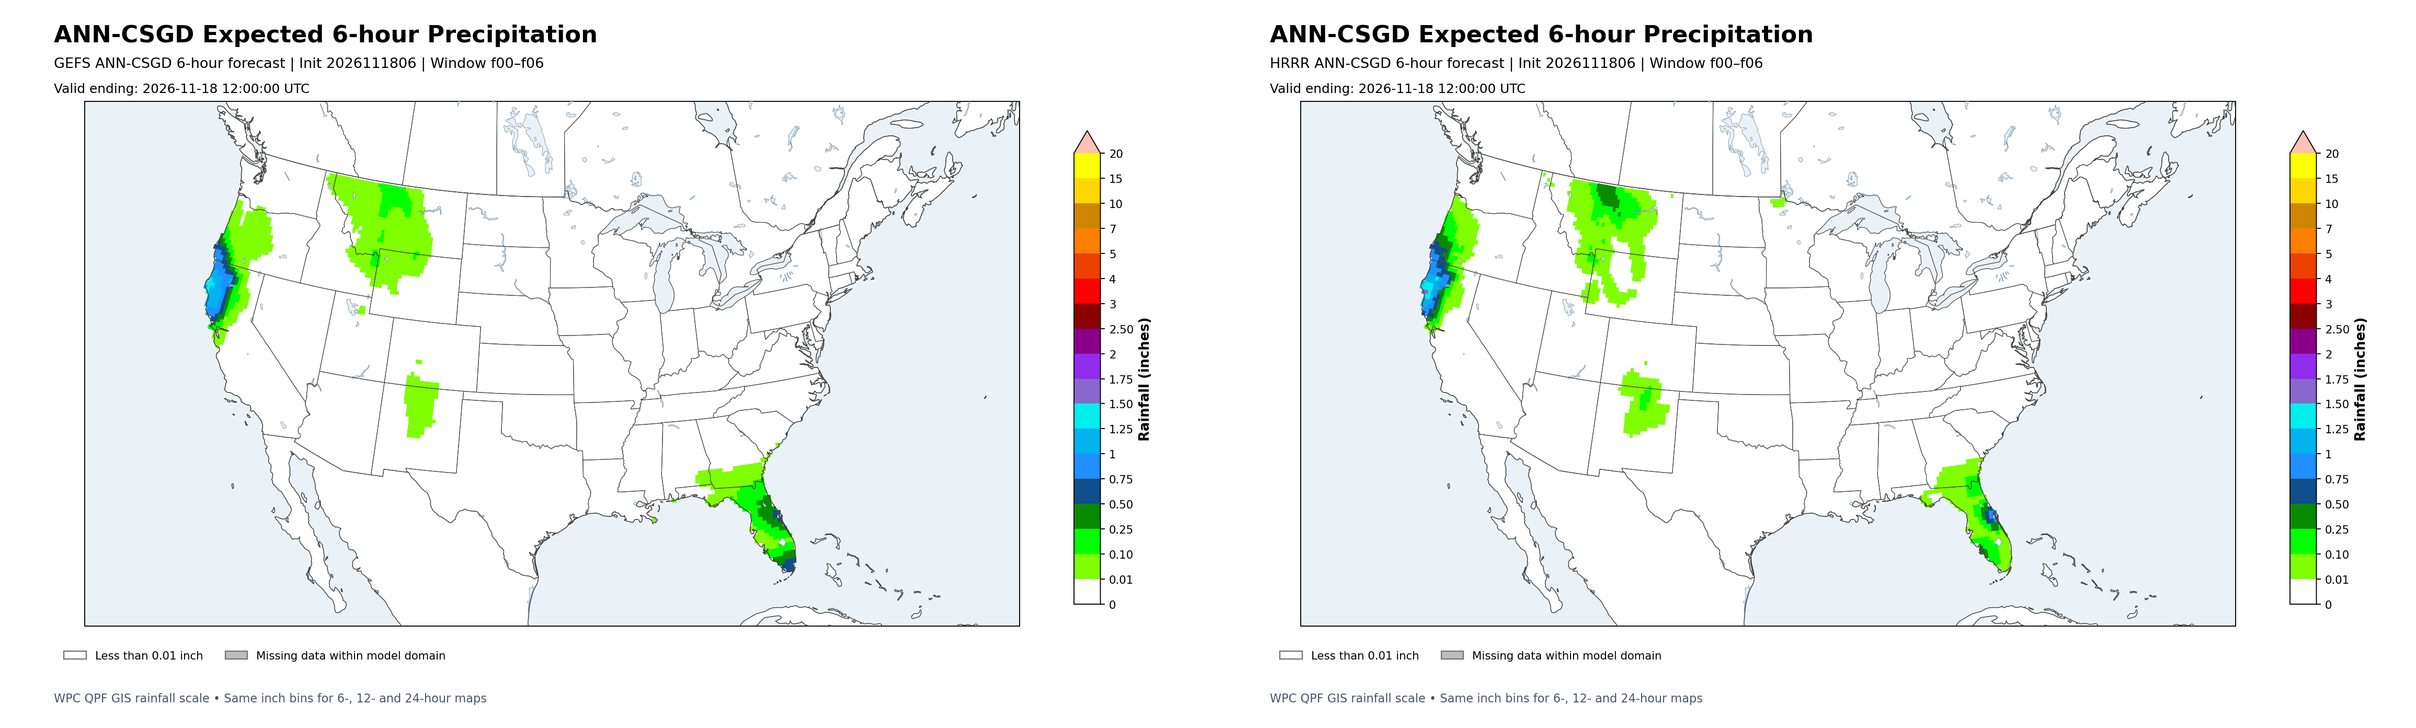 ANN-CSGD Expected 6-hour Precipitation
GEFS ANN-CSGD 6-hour forecast | Init 2026111806 | Window f00–f06
Valid ending: 2026-11-18 12:00:00 UTC
20
15
10
7
5
4
3
2.50
2
1.75
1.50
1.25
1
0.75
0.50
0.25
0.10
0.01
0
Rainfall (inches)
Less than 0.01 inch
Missing data within model domain
WPC QPF GIS rainfall scale • Same inch bins for 6-, 12- and 24-hour maps
ANN-CSGD Expected 6-hour Precipitation
HRRR ANN-CSGD 6-hour forecast | Init 2026111806 | Window f00–f06
Valid ending: 2026-11-18 12:00:00 UTC
20
15
10
7
5
4
3
2.50
2
1.75
1.50
1.25
1
0.75
0.50
0.25
0.10
0.01
0
Rainfall (inches)
Less than 0.01 inch
Missing data within model domain
WPC QPF GIS rainfall scale • Same inch bins for 6-, 12- and 24-hour maps